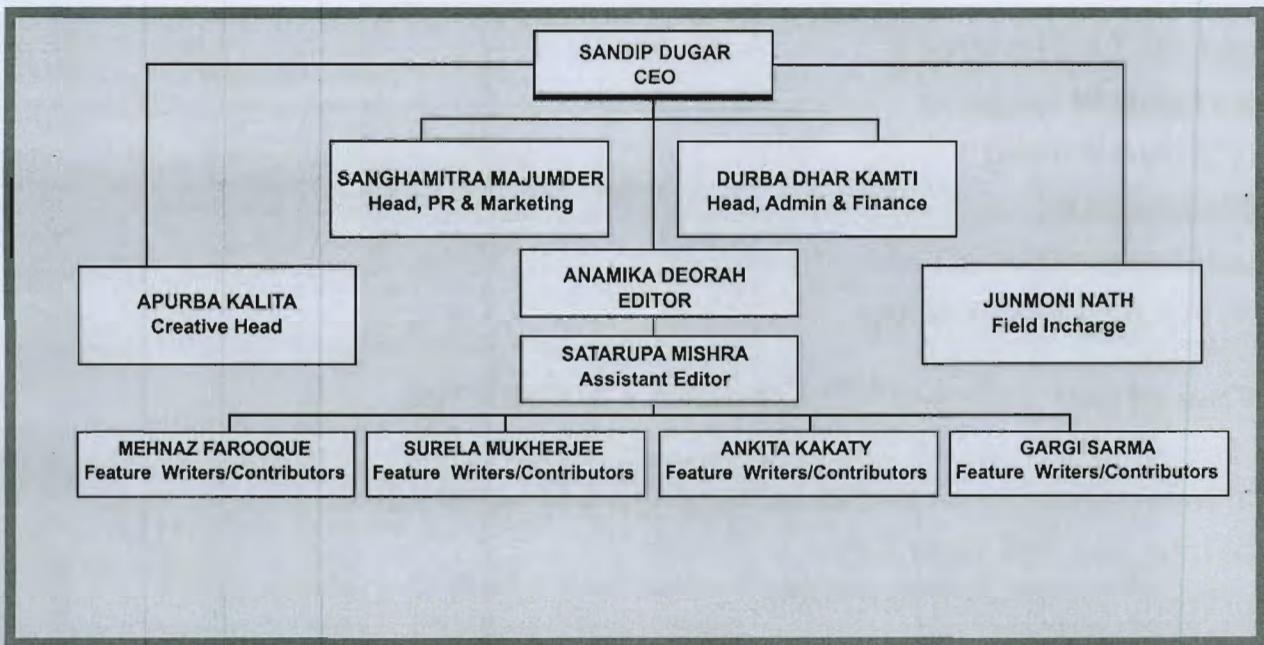 SANDIP DUGAR
CEO
SANGHAMITRA MAJUMDER
Head, PR & Marketing
DURBA DHAR KAMTI
Head, Admin & Finance
APURBA KALITA
Creative Head
ANAMIKA DEORAH
EDITOR
JUNMONI NATH
Field Incharge
SATARUPA MISHRA
Assistant Editor
MEHNAZ FAROOQUE
Feature Writers/Contributors
SURELA MUKHERJEE
Feature Writers/Contributors
ANKITA KAKATY
Feature Writers/Contributors
GARGI SARMA
Feature Writers/Contributors